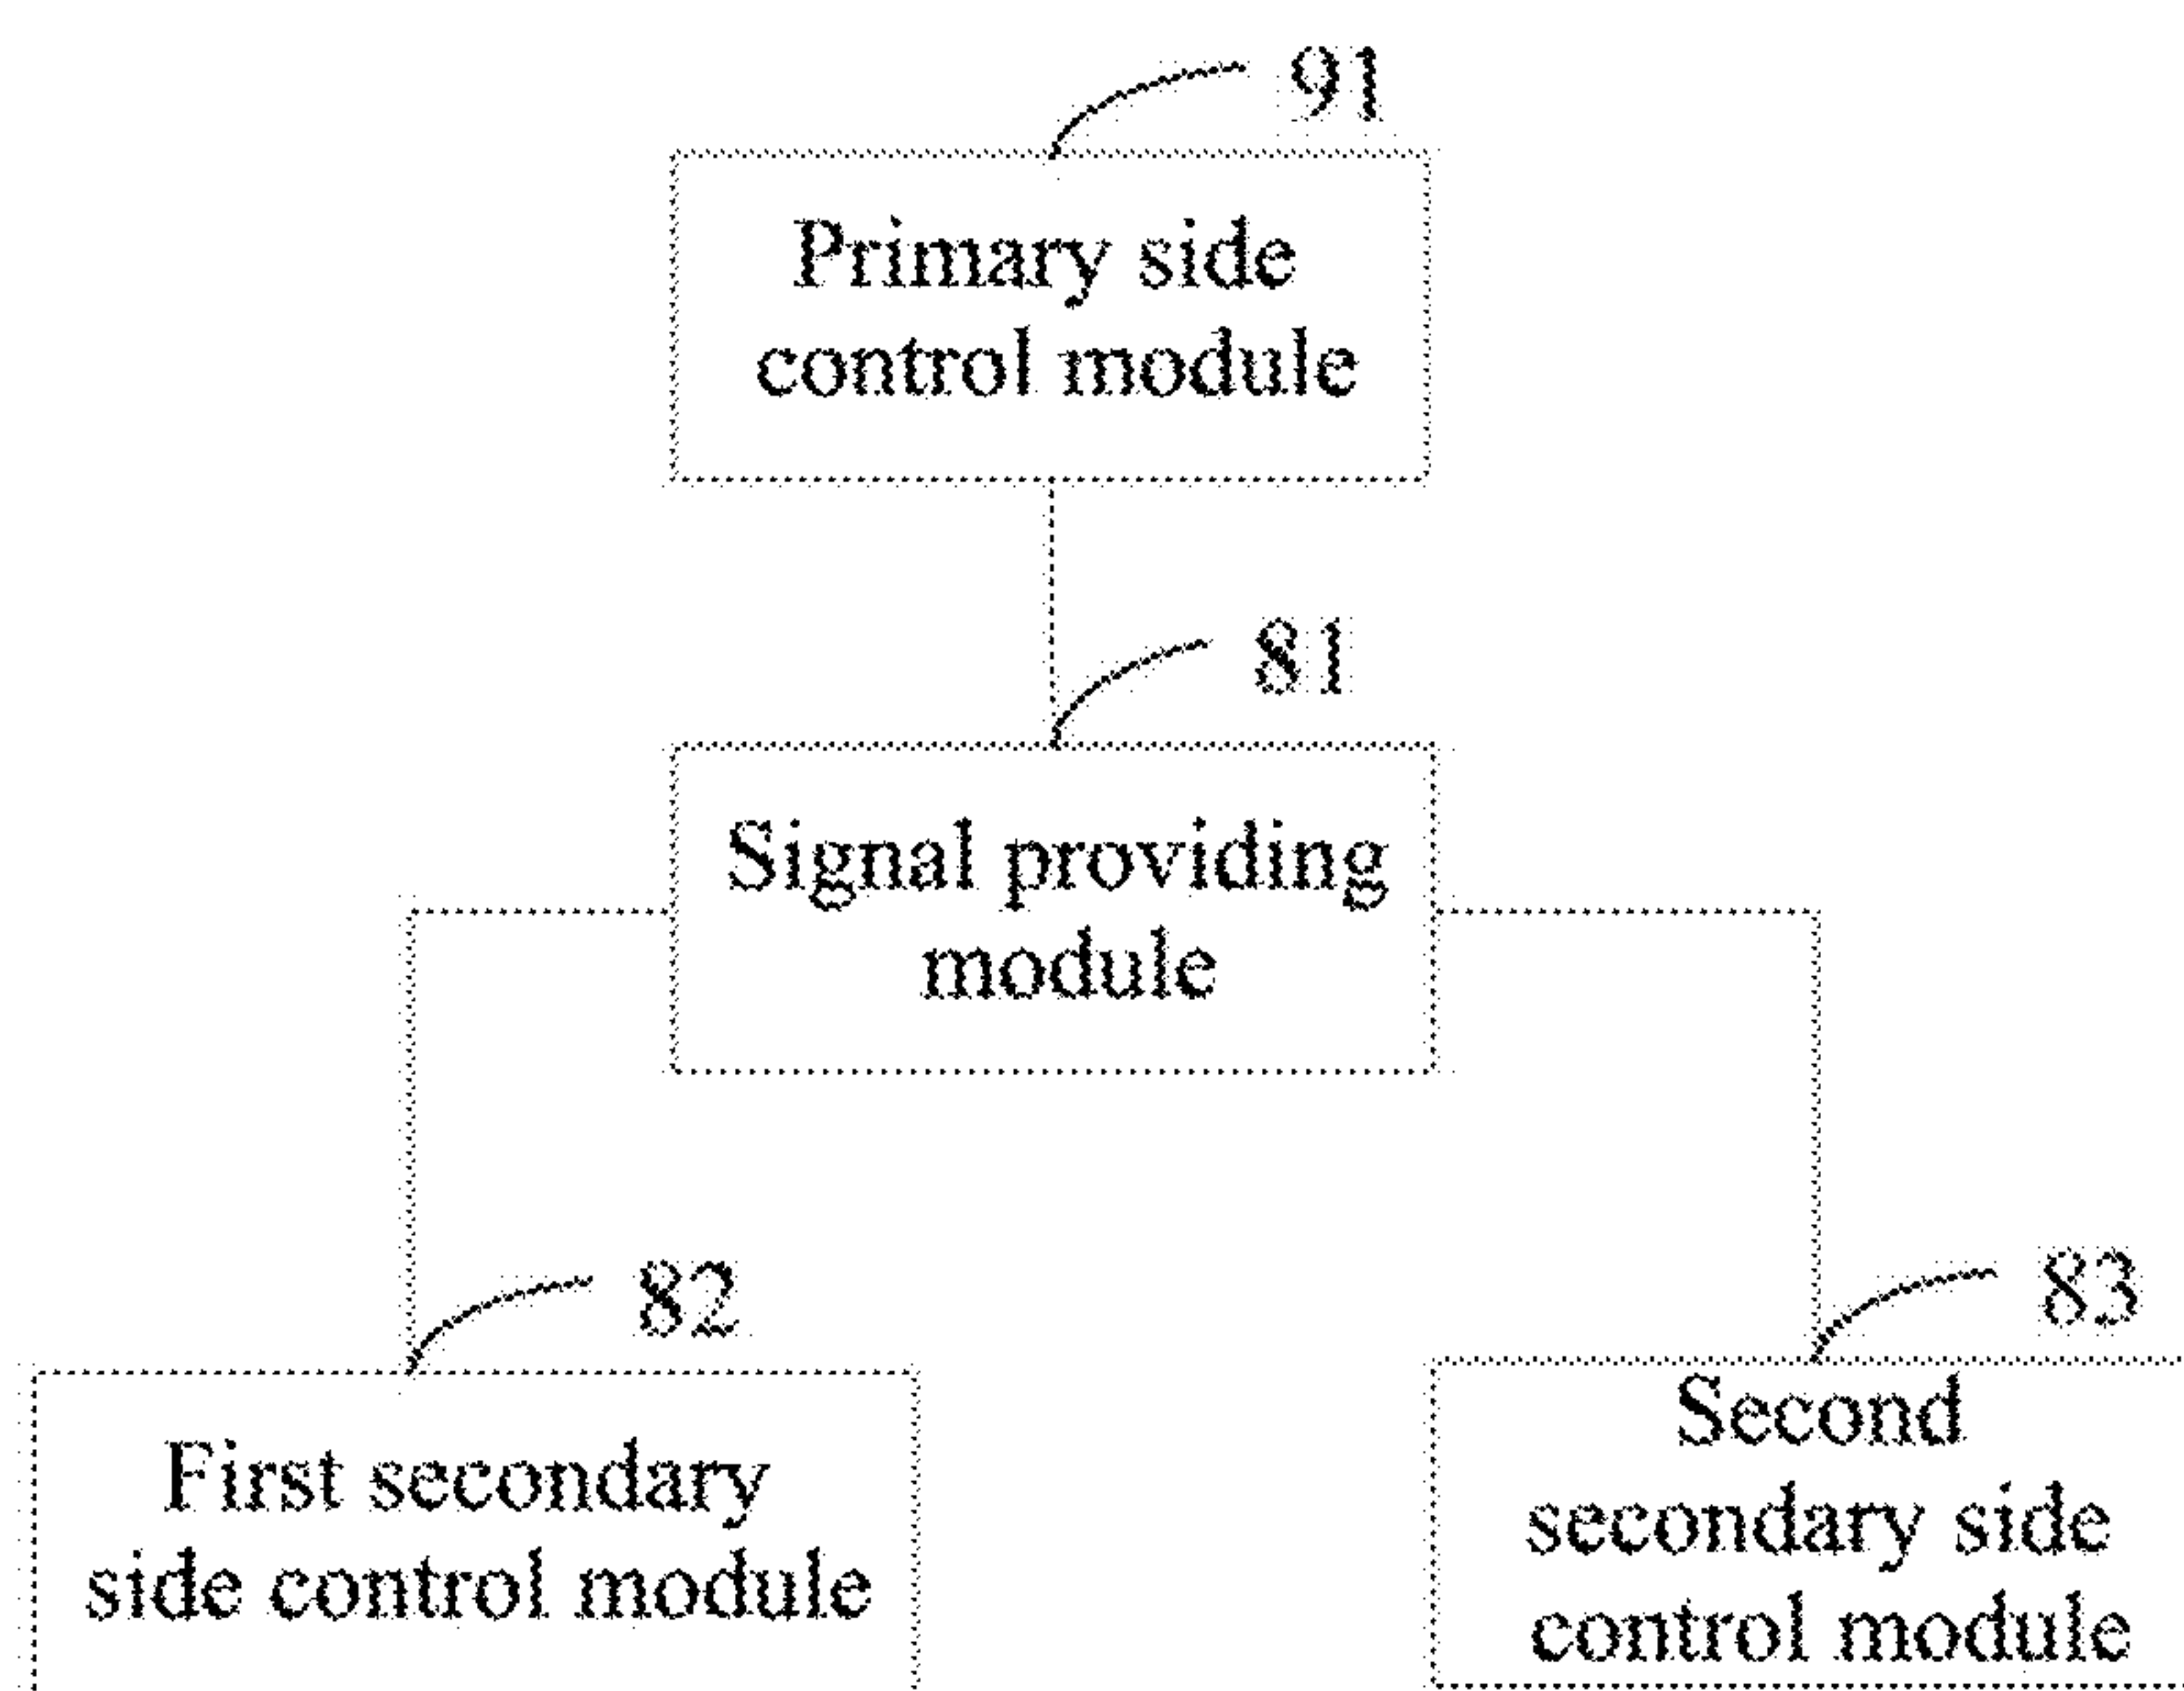 91
Primary side
control module
81
Signal providing
module
82
First secondary
side control module
83
Second
secondary side
control module